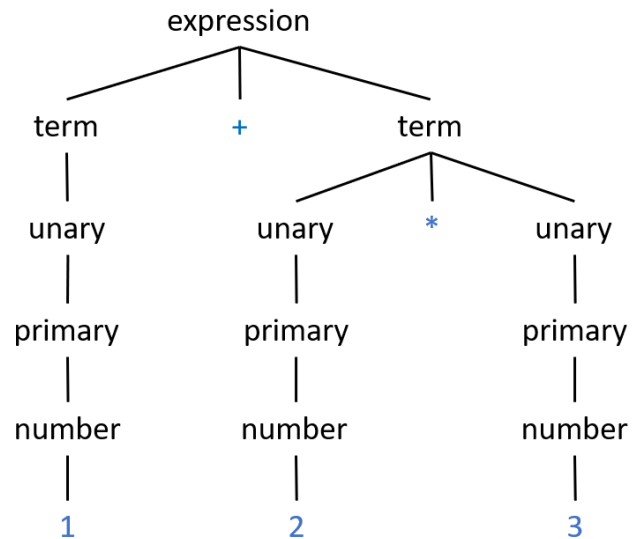 expression
term + term
unary unary * unary
primary primary primary
number number number
1 2 3